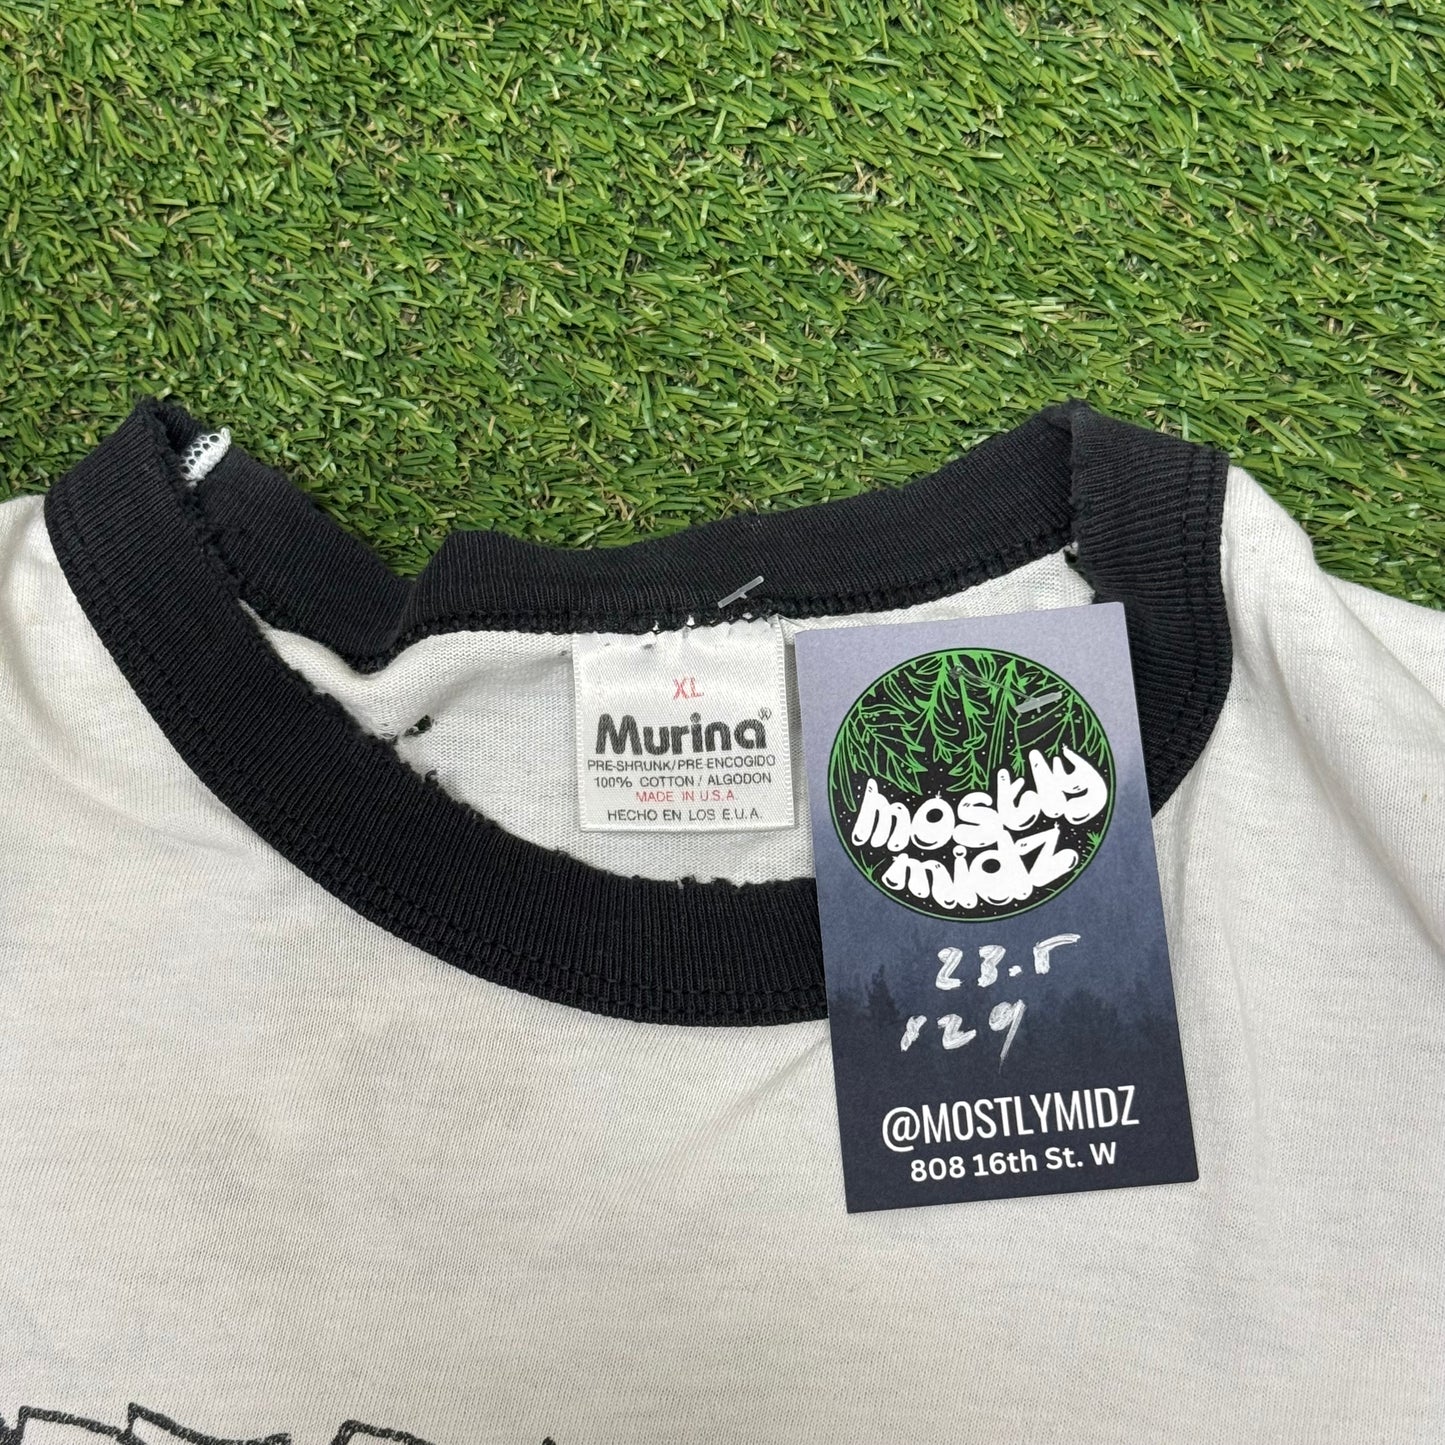 XL
Murina®
PRE-SHRUNK/PRE-ENCOGIDO
100% COTTON / ALGODON
MADE IN U.S.A.
HECHO EN LOS E.U.A.
mostly
midz
23.5
x29
@MOSTLYMIDZ
808 16th St. W